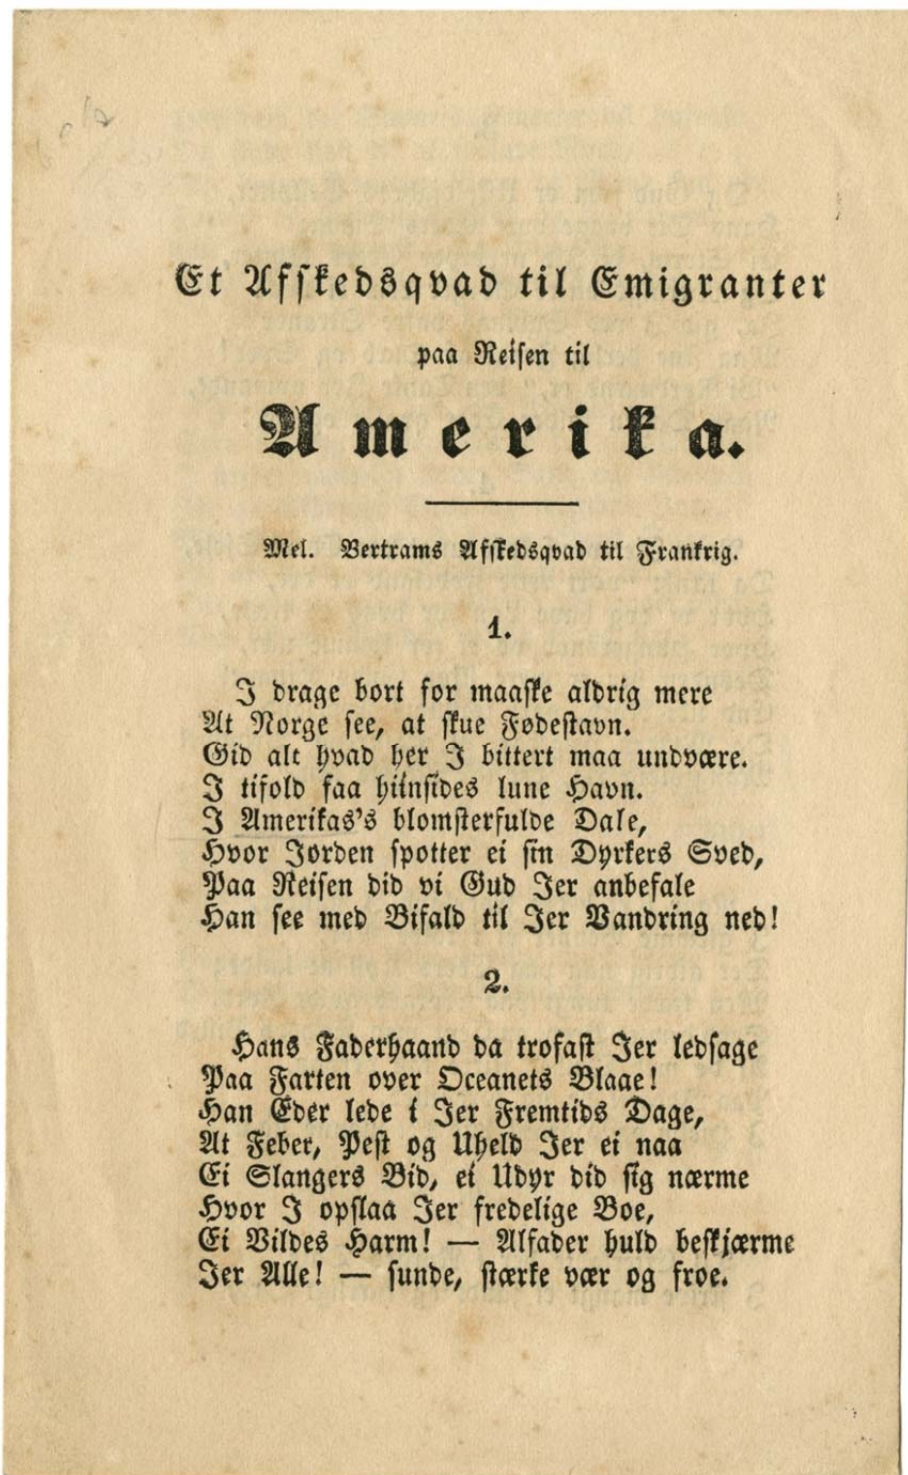 Et Afskedsqvad til Emigranter
paa Reisen til
Amerika.
Mel. Bertrams Afskedsqvad til Frankrig.
1.
I drage bort for maaske aldrig mere
At Norge see, at skue Fødestavn.
Gid alt hvad her I bittert maa undvære.
I tifold faa hiinsides lune Havn.
I Amerikas's blomsterfulde Dale,
Hvor Jorden spotter ei sin Dyrkers Sved,
Paa Reisen did vi Gud Jer anbefale
Han see med Bifald til Jer Vandring ned!
2.
Hans Faderhaand da trofast Jer ledsage
Paa Farten over Oceanets Blaae!
Han Eder lede i Jer Fremtids Dage,
At Feber, Pest og Uheld Jer ei naa
Ei Slangers Bid, ei Udyr did sig nærme
Hvor I opslaa Jer fredelige Boe,
Ei Vildes Harm! — Alfader huld beskjærme
Jer Alle! — sunde, stærke vær og froe.